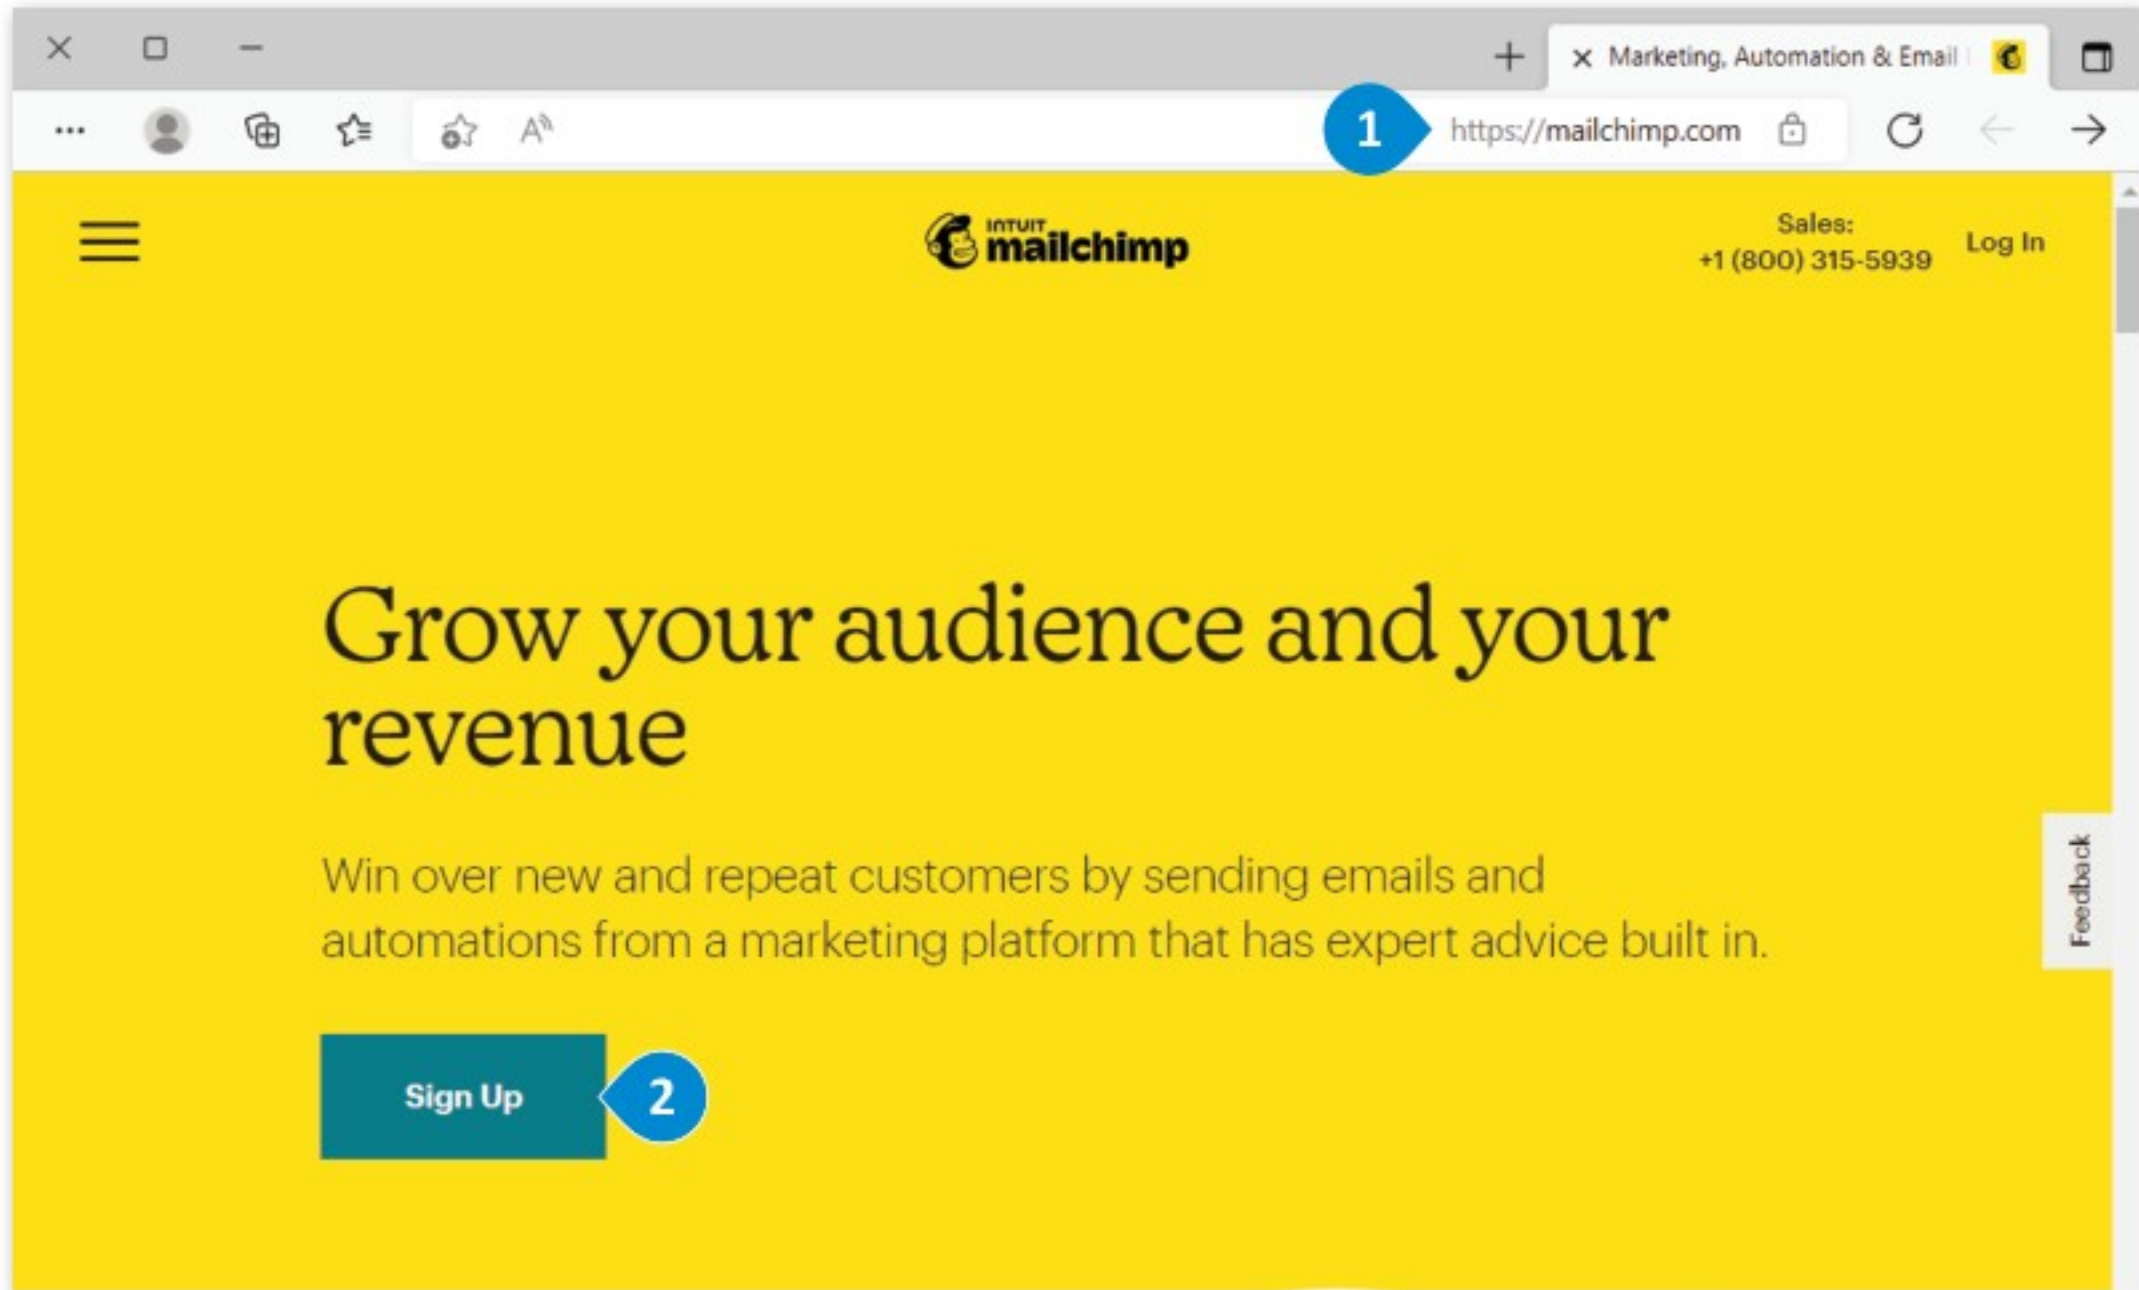 Marketing, Automation & Email
1
https://mailchimp.com
INTUIT
mailchimp
Sales:
+1 (800) 315-5939
Log In
Grow your audience and your
revenue
Win over new and repeat customers by sending emails and
automations from a marketing platform that has expert advice built in.
Feedback
Sign Up
2